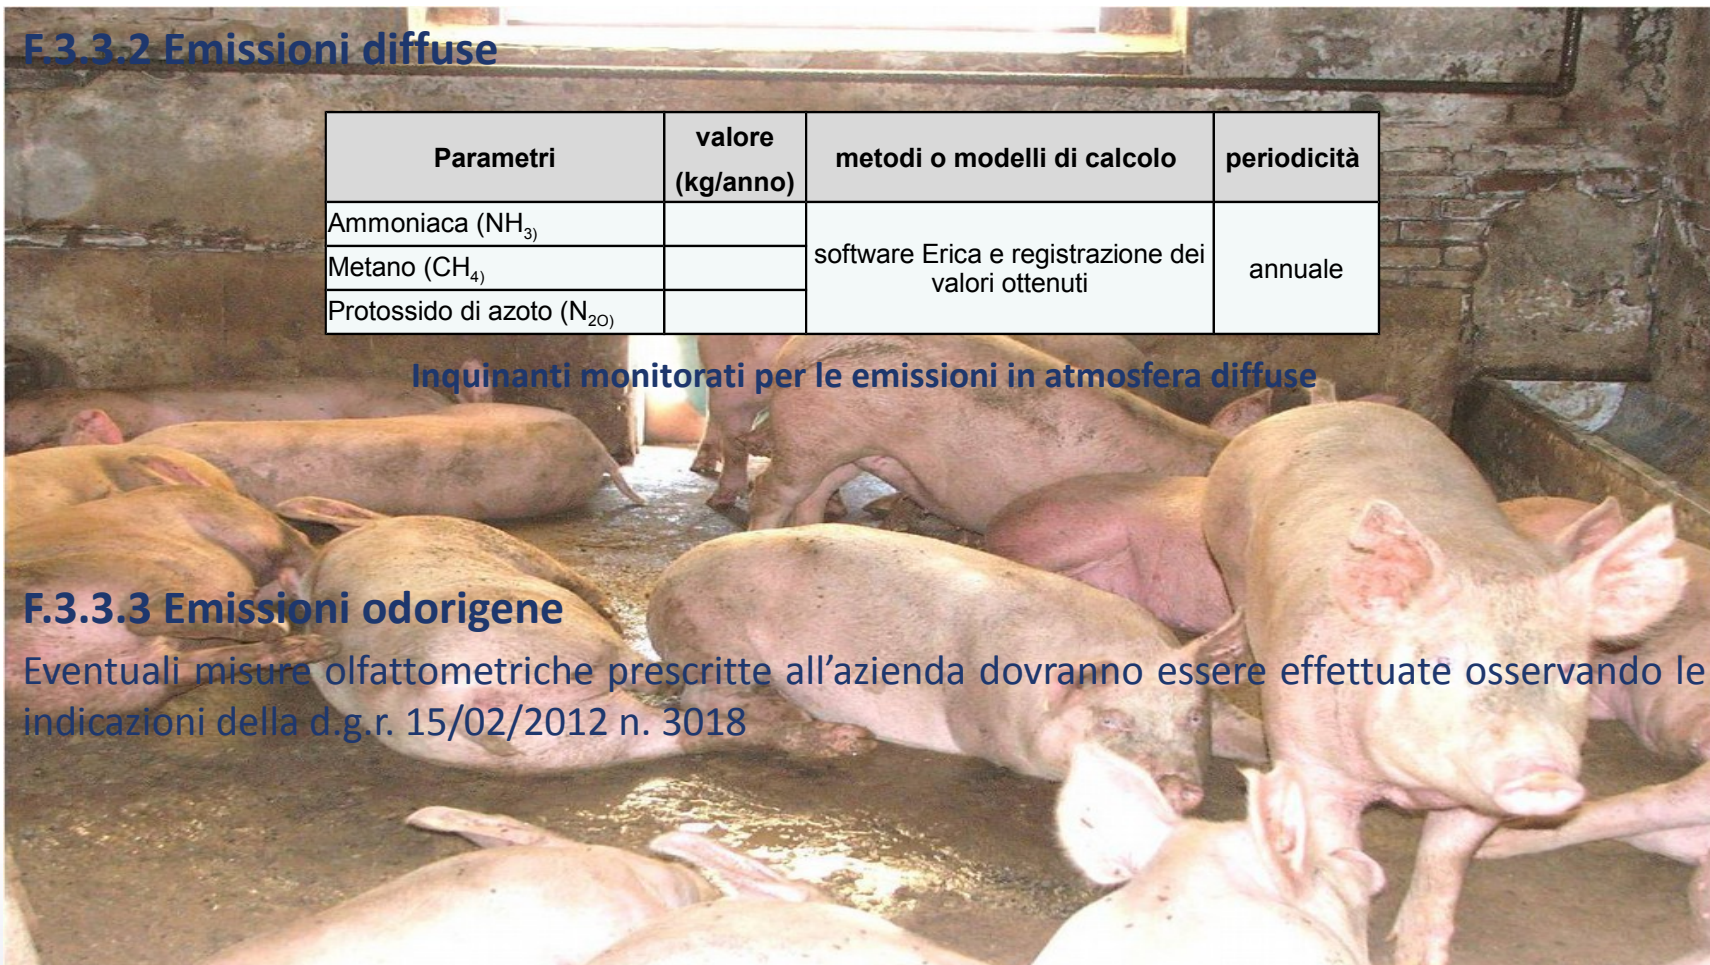 F.3.3.2 Emissioni diffuse
Parametri
valore
(kg/anno)
metodi o modelli di calcolo
periodicità
Ammoniaca (NH3)
Metano (CH4)
Protossido di azoto (N2O)
software Erica e registrazione dei
valori ottenuti
annuale
Inquinanti monitorati per le emissioni in atmosfera diffuse
F.3.3.3 Emissioni odorigene
Eventuali misure olfattometriche prescritte all’azienda dovranno essere effettuate osservando le
indicazioni della d.g.r. 15/02/2012 n. 3018